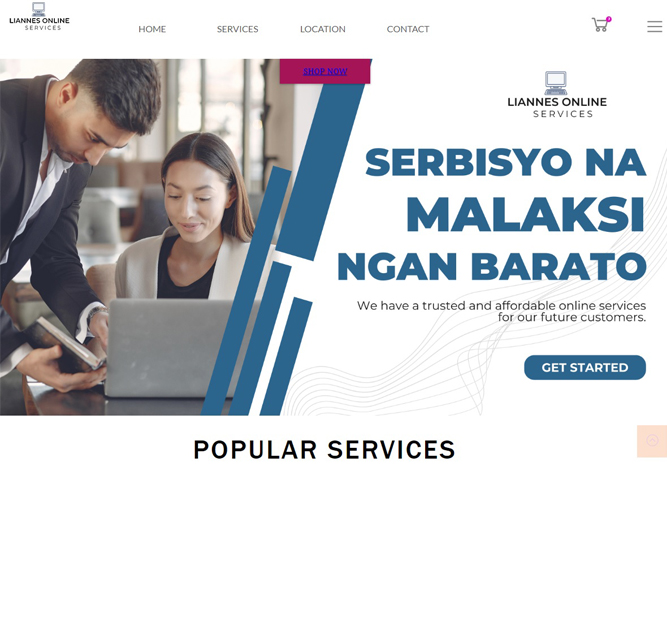 LIANNES ONLINE
SERVICES
HOME SERVICES LOCATION CONTACT
SHOP NOW
LIANNES ONLINE
SERVICES
SERBISYO NA
MALAKSI
NGAN BARATO
We have a trusted and affordable online services
for our future customers.
GET STARTED
POPULAR SERVICES